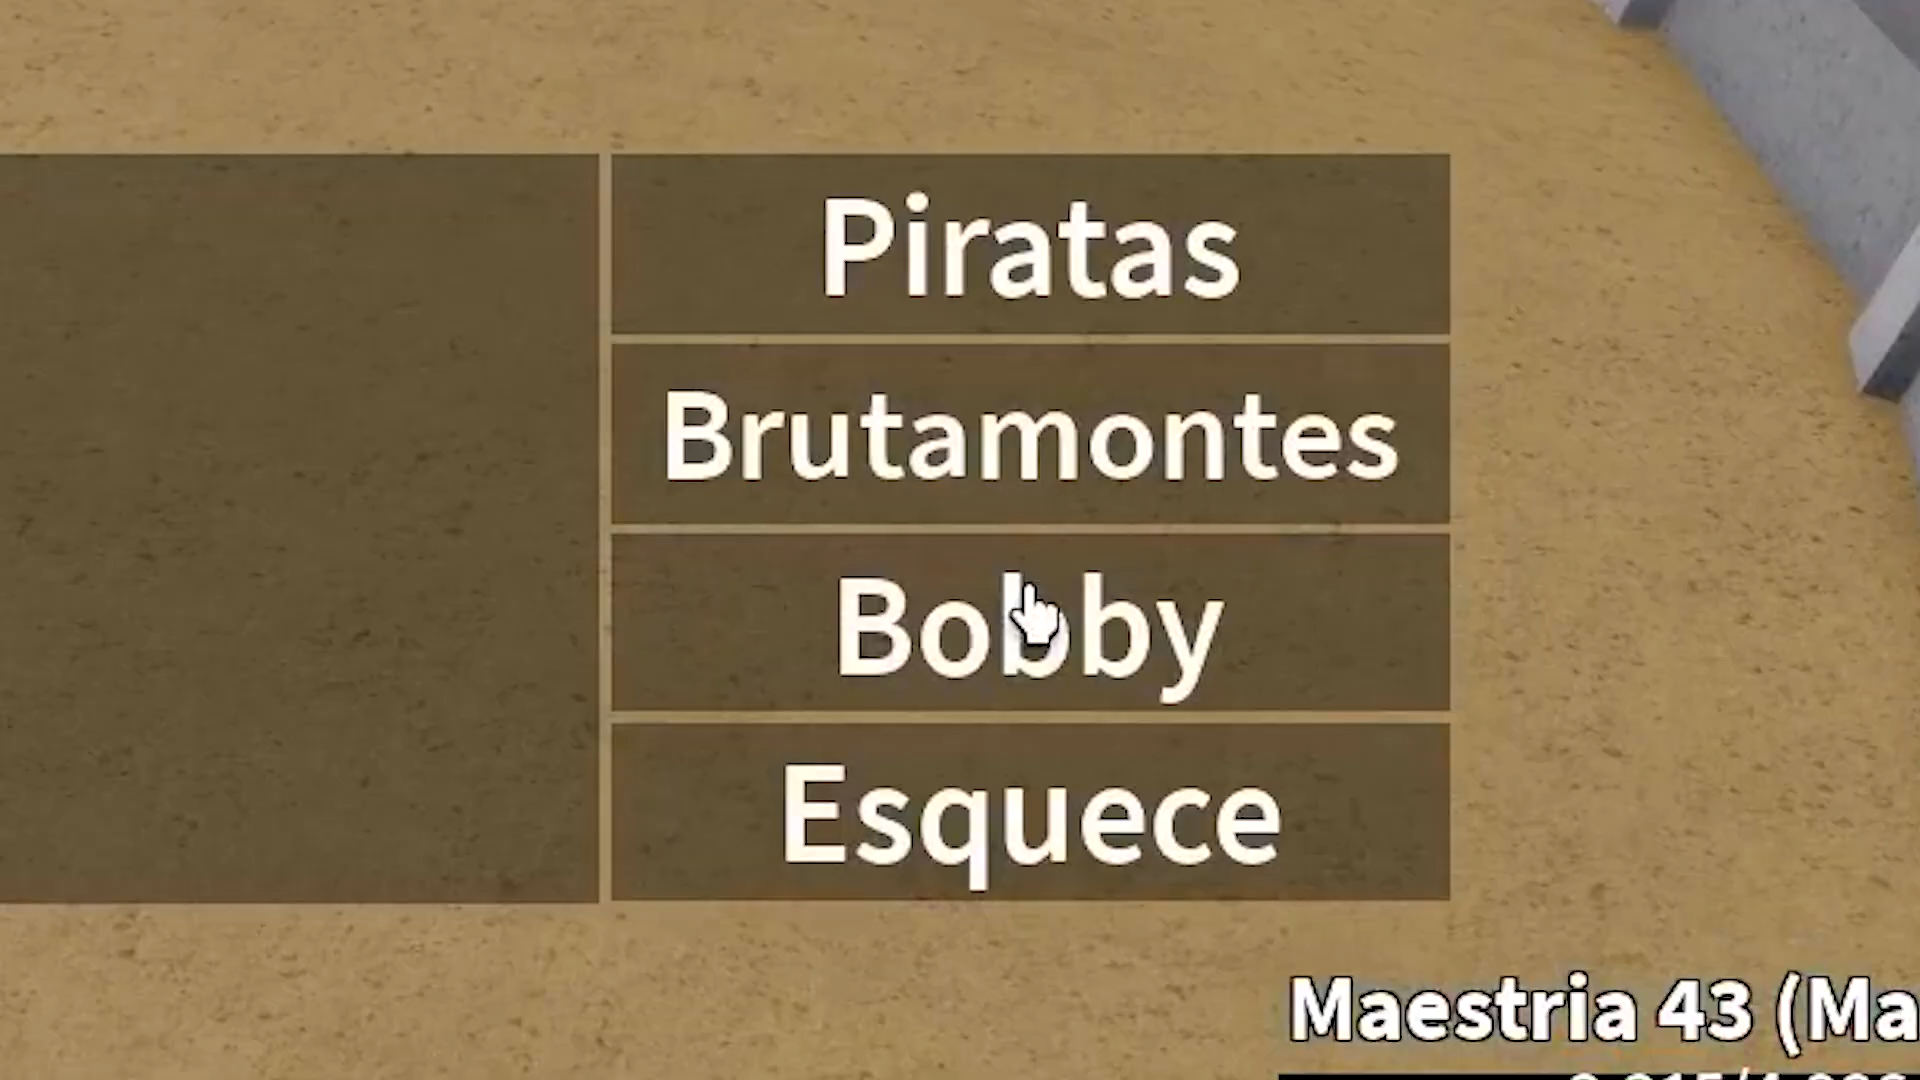 Piratas
Brutamontes
Bobby
Esquece
Maestria 43 (Ma